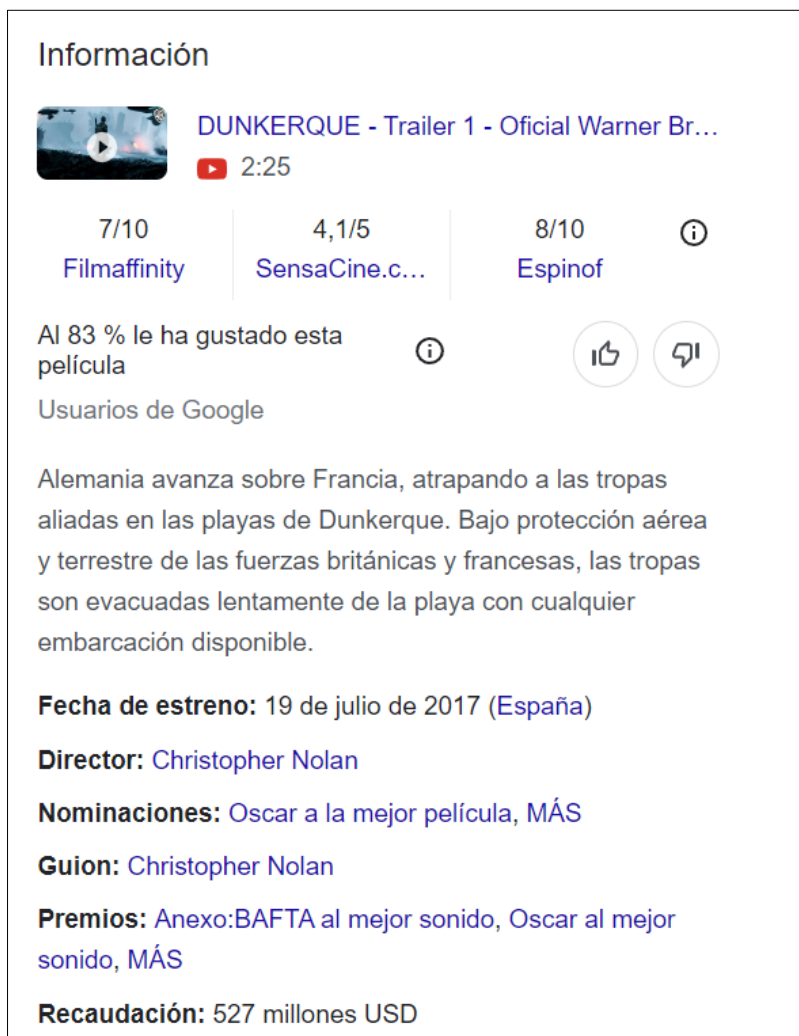 Información
DUNKERQUE - Trailer 1 - Oficial Warner Br...
2:25
7/10
Filmaffinity
4,1/5
SensaCine.c...
8/10
Espinof
Al 83 % le ha gustado esta
película
Usuarios de Google
Alemania avanza sobre Francia, atrapando a las tropas
aliadas en las playas de Dunkerque. Bajo protección aérea
y terrestre de las fuerzas británicas y francesas, las tropas
son evacuadas lentamente de la playa con cualquier
embarcación disponible.
Fecha de estreno: 19 de julio de 2017 (España)
Director: Christopher Nolan
Nominaciones: Oscar a la mejor película, MÁS
Guion: Christopher Nolan
Premios: Anexo:BAFTA al mejor sonido, Oscar al mejor
sonido, MÁS
Recaudación: 527 millones USD